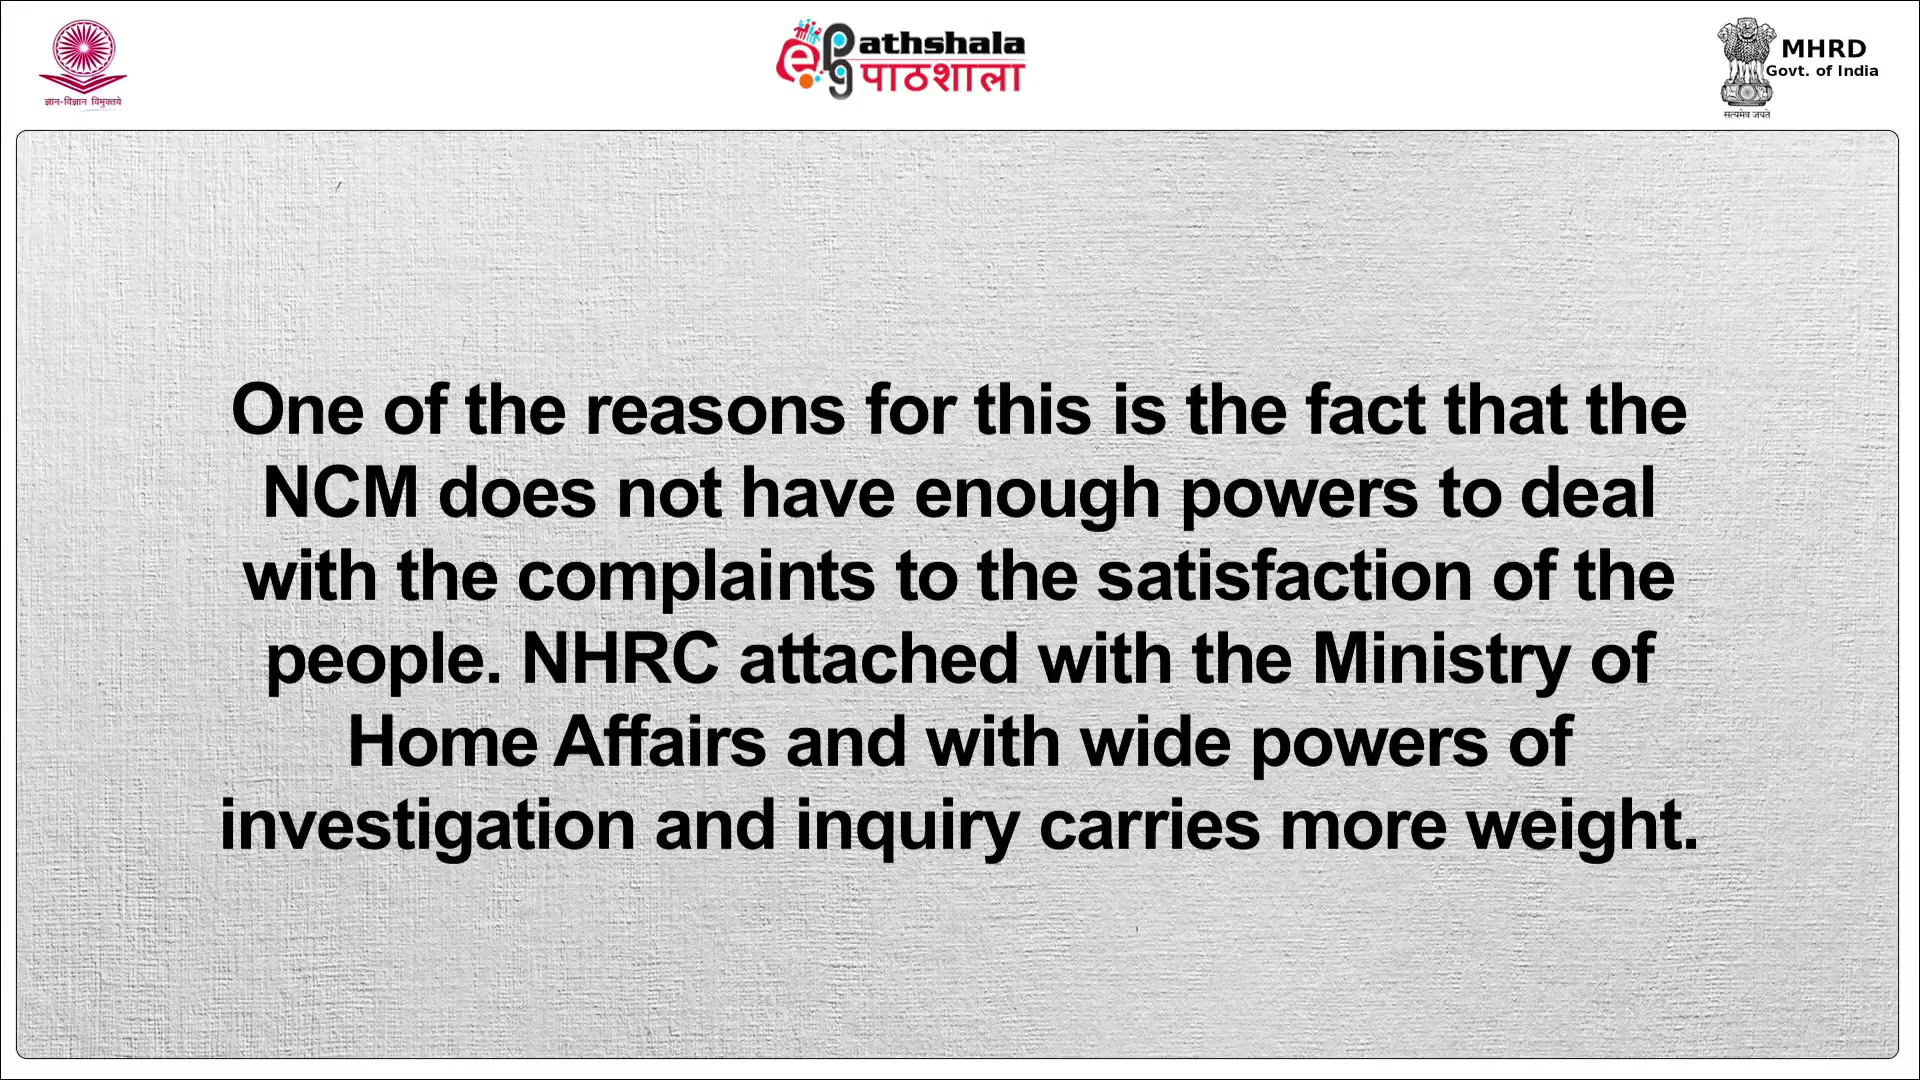 ज्ञान-विज्ञान विमुक्तये
e
pg
athshala
पाठशाला
MHRD
Govt. of India
सत्यमेव जयते
One of the reasons for this is the fact that the
NCM does not have enough powers to deal
with the complaints to the satisfaction of the
people. NHRC attached with the Ministry of
Home Affairs and with wide powers of
investigation and inquiry carries more weight.